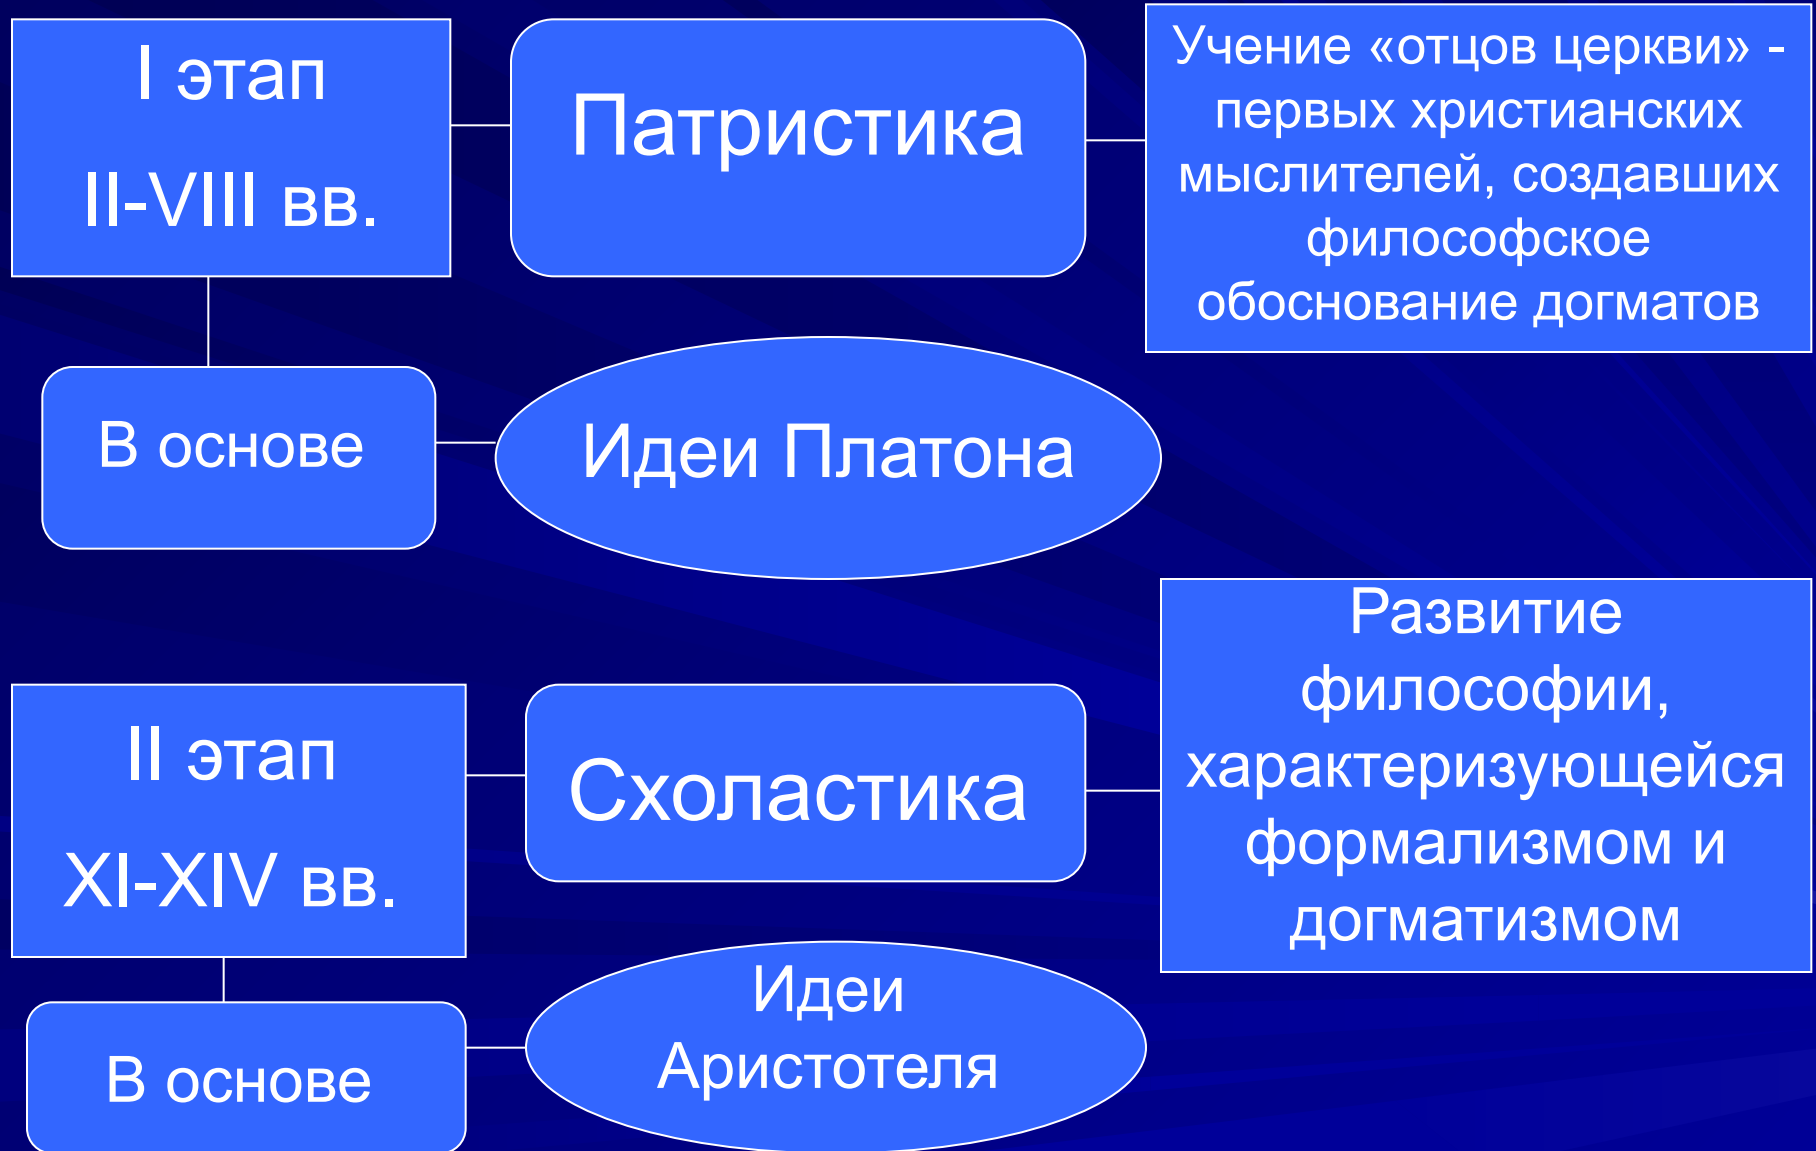 I этап
II-VIII вв.
Патристика
Учение «отцов церкви» -
первых христианских
мыслителей, создавших
философское
обоснование догматов
В основе
Идеи Платона
II этап
XI-XIV вв.
Схоластика
Развитие
философии,
характеризующейся
формализмом и
догматизмом
В основе
Идеи
Аристотеля